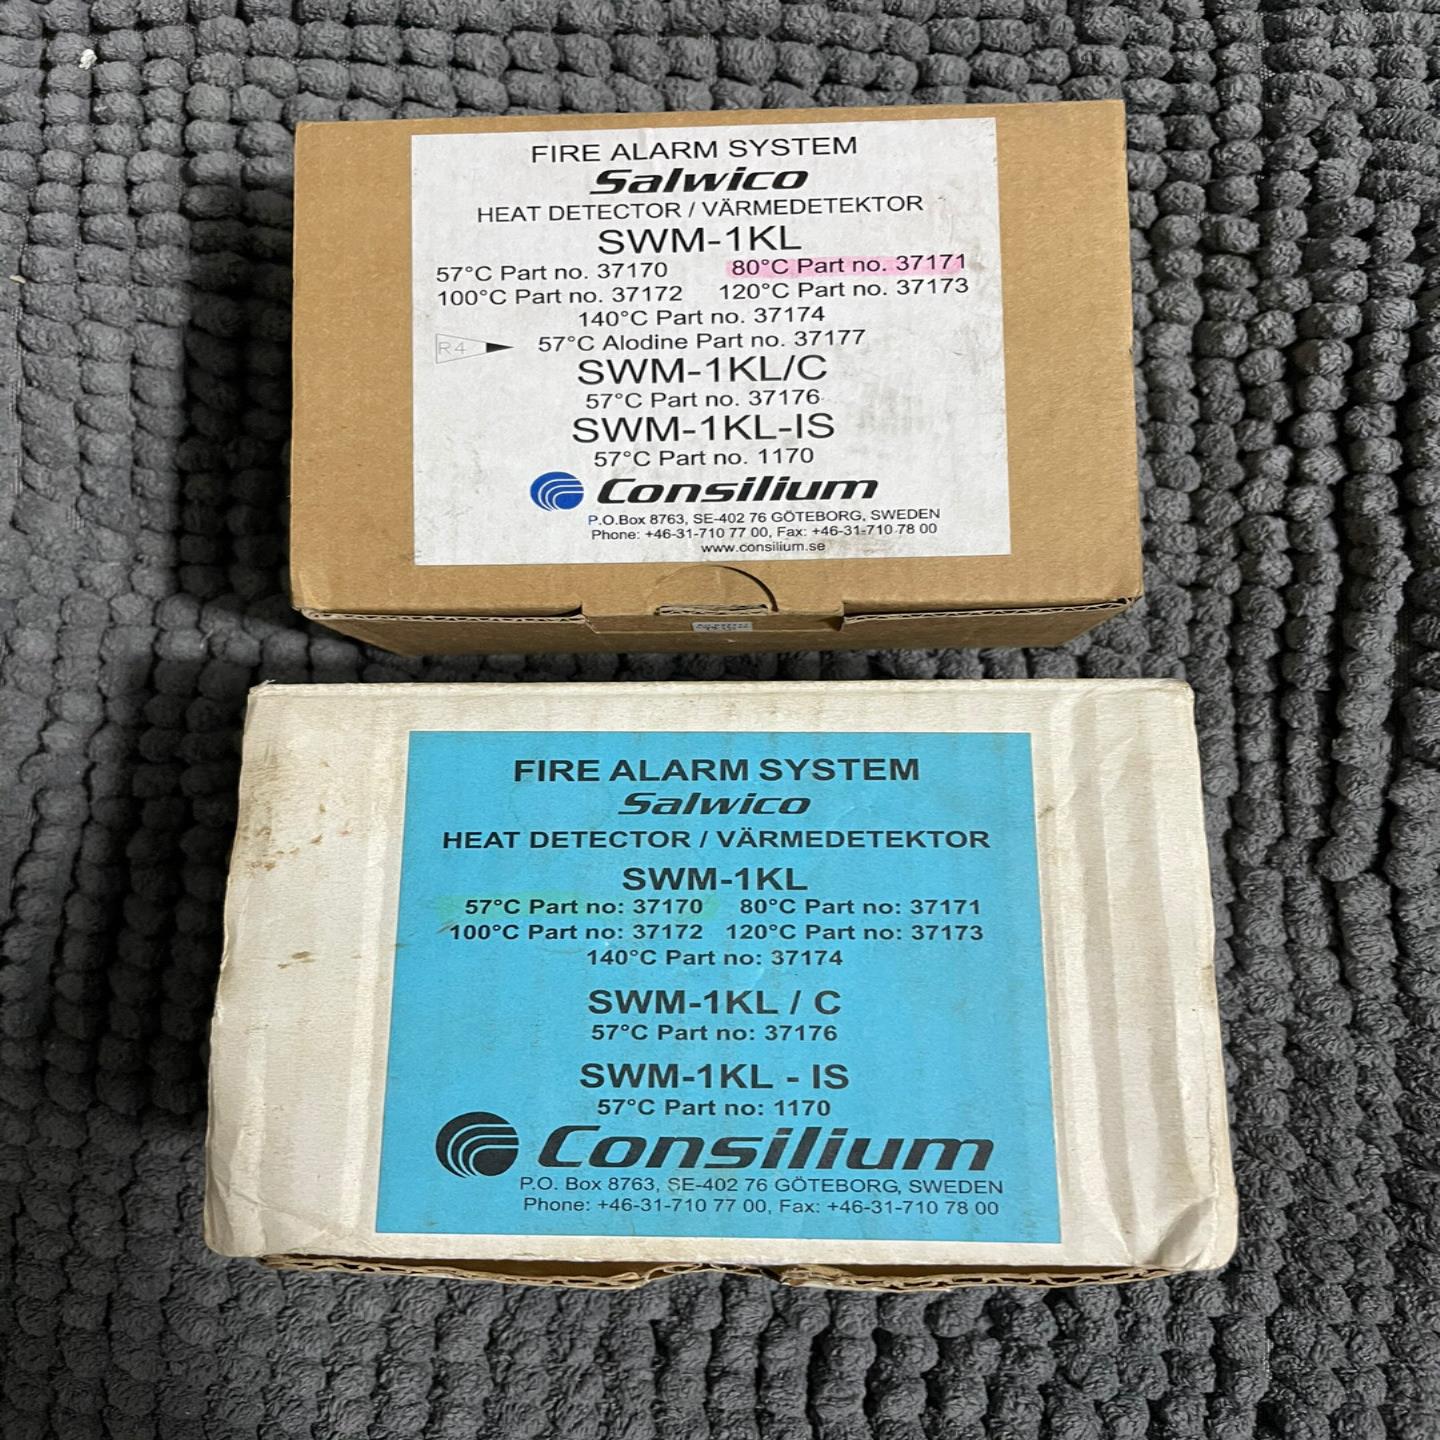 FIRE ALARM SYSTEM
Salwico
HEAT DETECTOR / VÄRMEDETEKTOR
SWM-1KL
57°C Part no. 37170 80°C Part no. 37171
100°C Part no. 37172 120°C Part no. 37173
140°C Part no. 37174
R4 57°C Alodine Part no. 37177
SWM-1KL/C
57°C Part no. 37176
SWM-1KL-IS
57°C Part no. 1170
Consilium
P.O.Box 8763, SE-402 76 GÖTEBORG, SWEDEN
Phone: +46-31-710 77 00, Fax: +46-31-710 78 00
www.consilium.se
FIRE ALARM SYSTEM
Salwico
HEAT DETECTOR / VÄRMEDETEKTOR
SWM-1KL
57°C Part no: 37170 80°C Part no: 37171
100°C Part no: 37172 120°C Part no: 37173
140°C Part no: 37174
SWM-1KL / C
57°C Part no: 37176
SWM-1KL - IS
57°C Part no: 1170
Consilium
P.O. Box 8763, SE-402 76 GÖTEBORG, SWEDEN
Phone: +46-31-710 77 00, Fax: +46-31-710 78 00